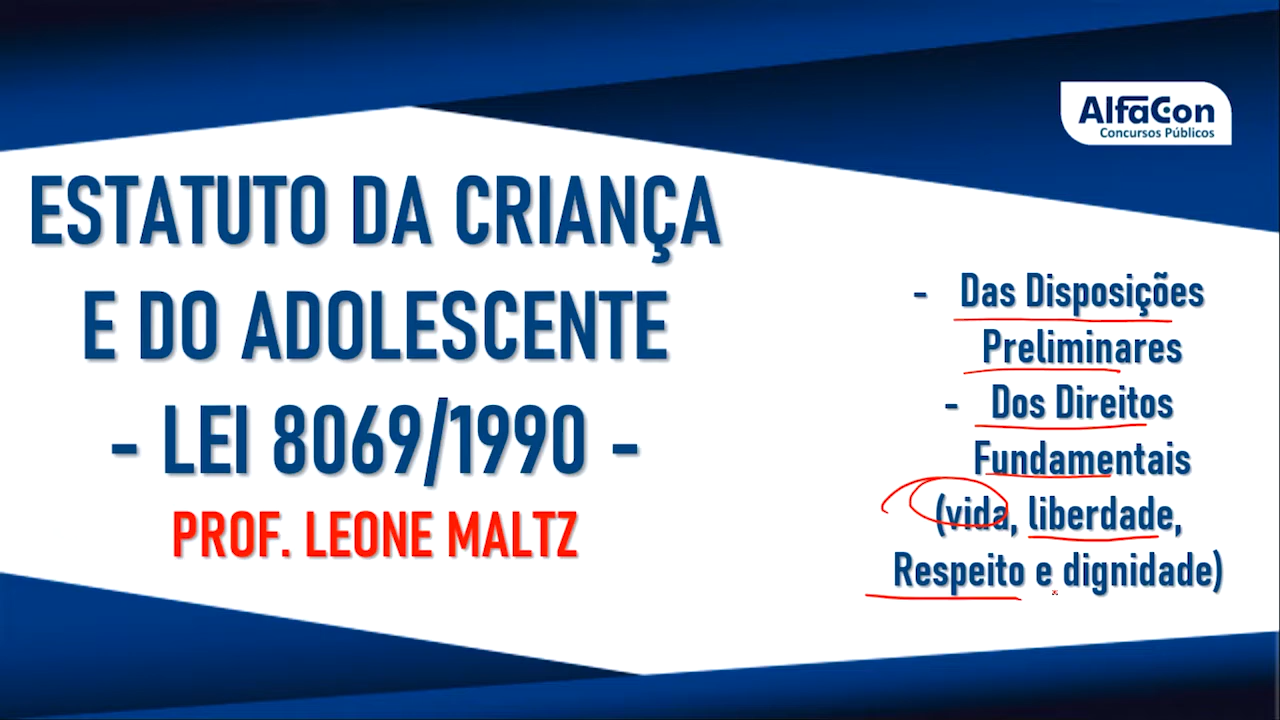 AlfaCon
Concursos Públicos
ESTATUTO DA CRIANÇA
E DO ADOLESCENTE
- LEI 8069/1990 -
PROF. LEONE MALTZ
- Das Disposições
Preliminares
- Dos Direitos
Fundamentais
(vida, liberdade,
Respeito e dignidade)